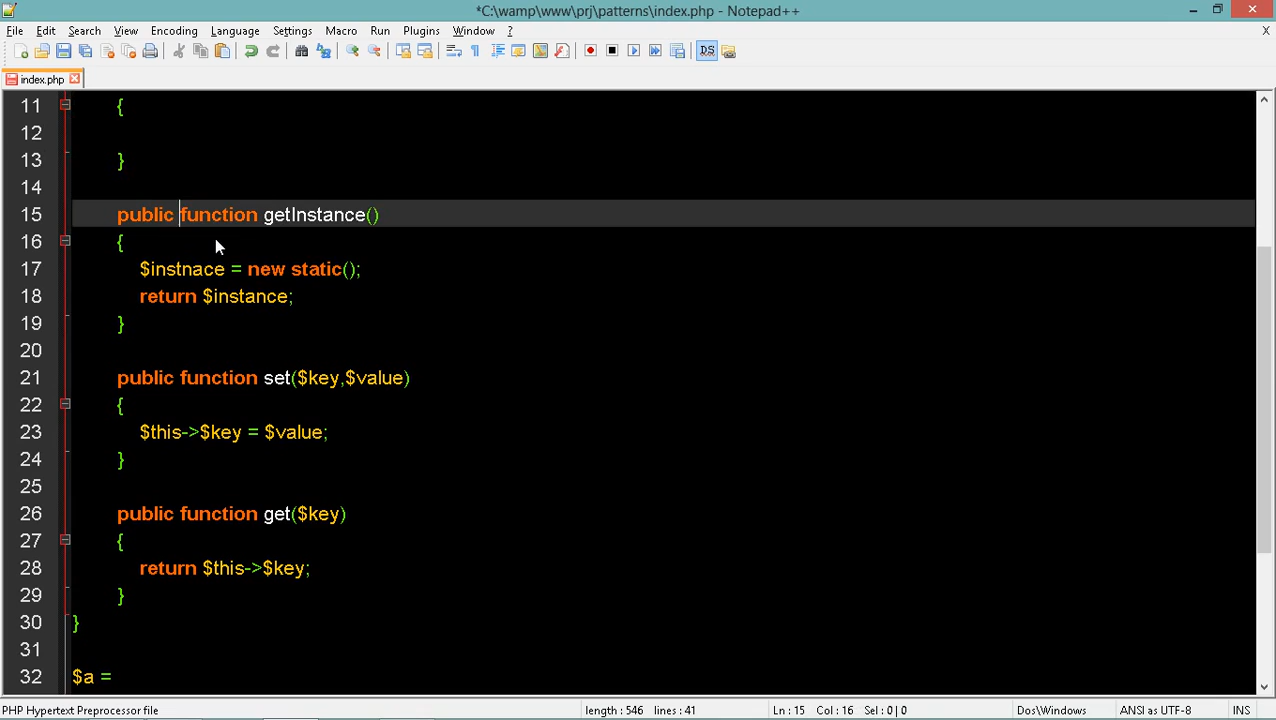 *C:\wamp\www\prj\patterns\index.php - Notepad++
File Edit Search View Encoding Language Settings Macro Run Plugins Window ? X
index.php
11 {
12
13 }
14
15 public function getInstance()
16 {
17 $instnace = new static();
18 return $instance;
19 }
20
21 public function set($key,$value)
22 {
23 $this->$key = $value;
24 }
25
26 public function get($key)
27 {
28 return $this->$key;
29 }
30 }
31
32 $a =
PHP Hypertext Preprocessor file length : 546 lines : 41 Ln : 15 Col : 16 Sel : 0 | 0 Dos\Windows ANSI as UTF-8 INS